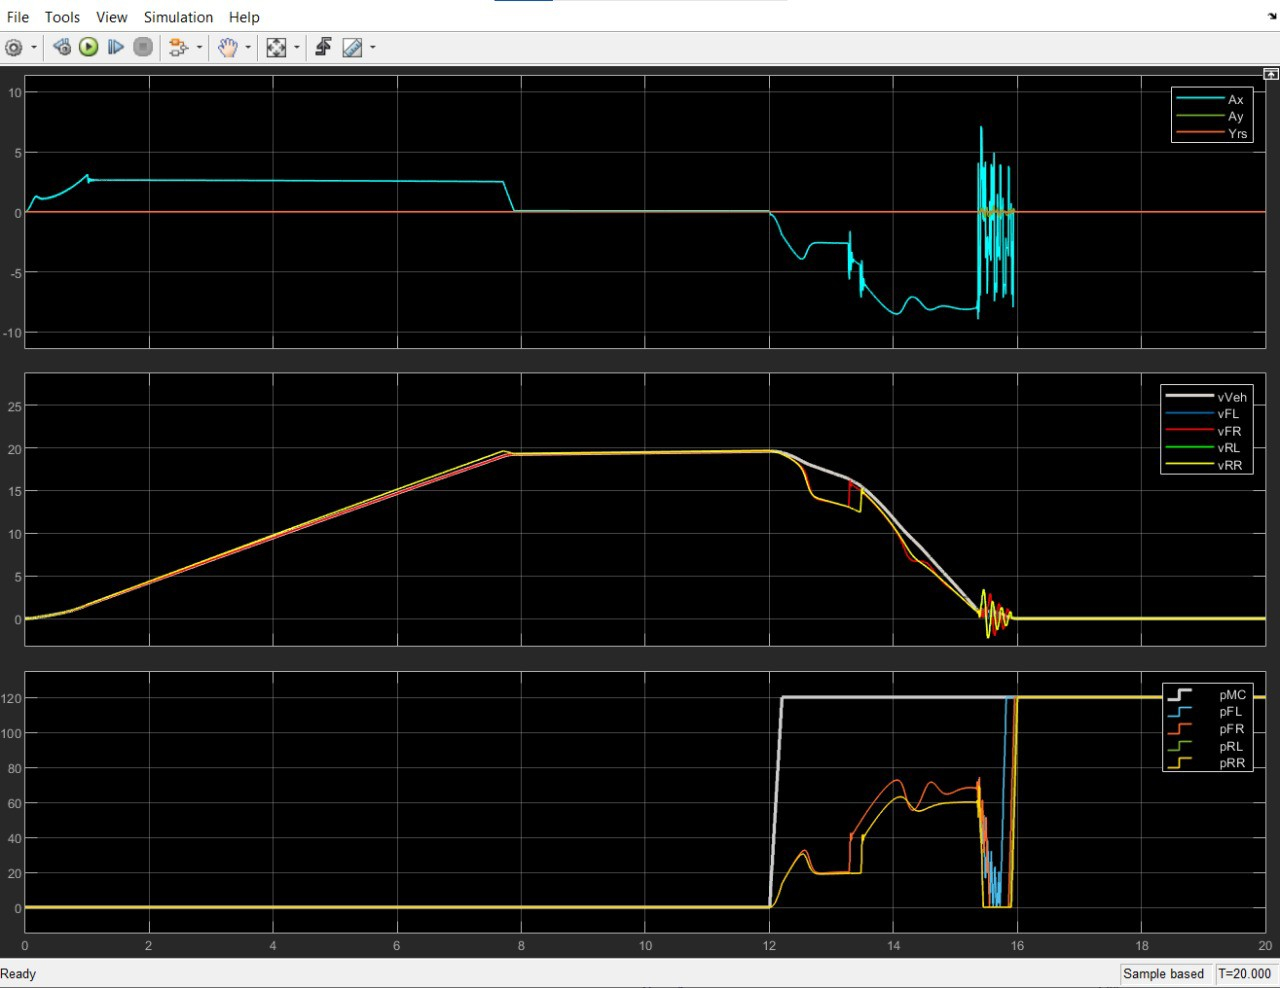 File Tools View Simulation Help
10
5
0
-5
-10
Ax
Ay
Yrs
25
20
15
10
5
0
vVeh
vFL
vFR
vRL
vRR
120
100
80
60
40
20
0
pMC
pFL
pFR
pRL
pRR
0 2 4 6 8 10 12 14 16 18 20
Ready Sample based T=20.000